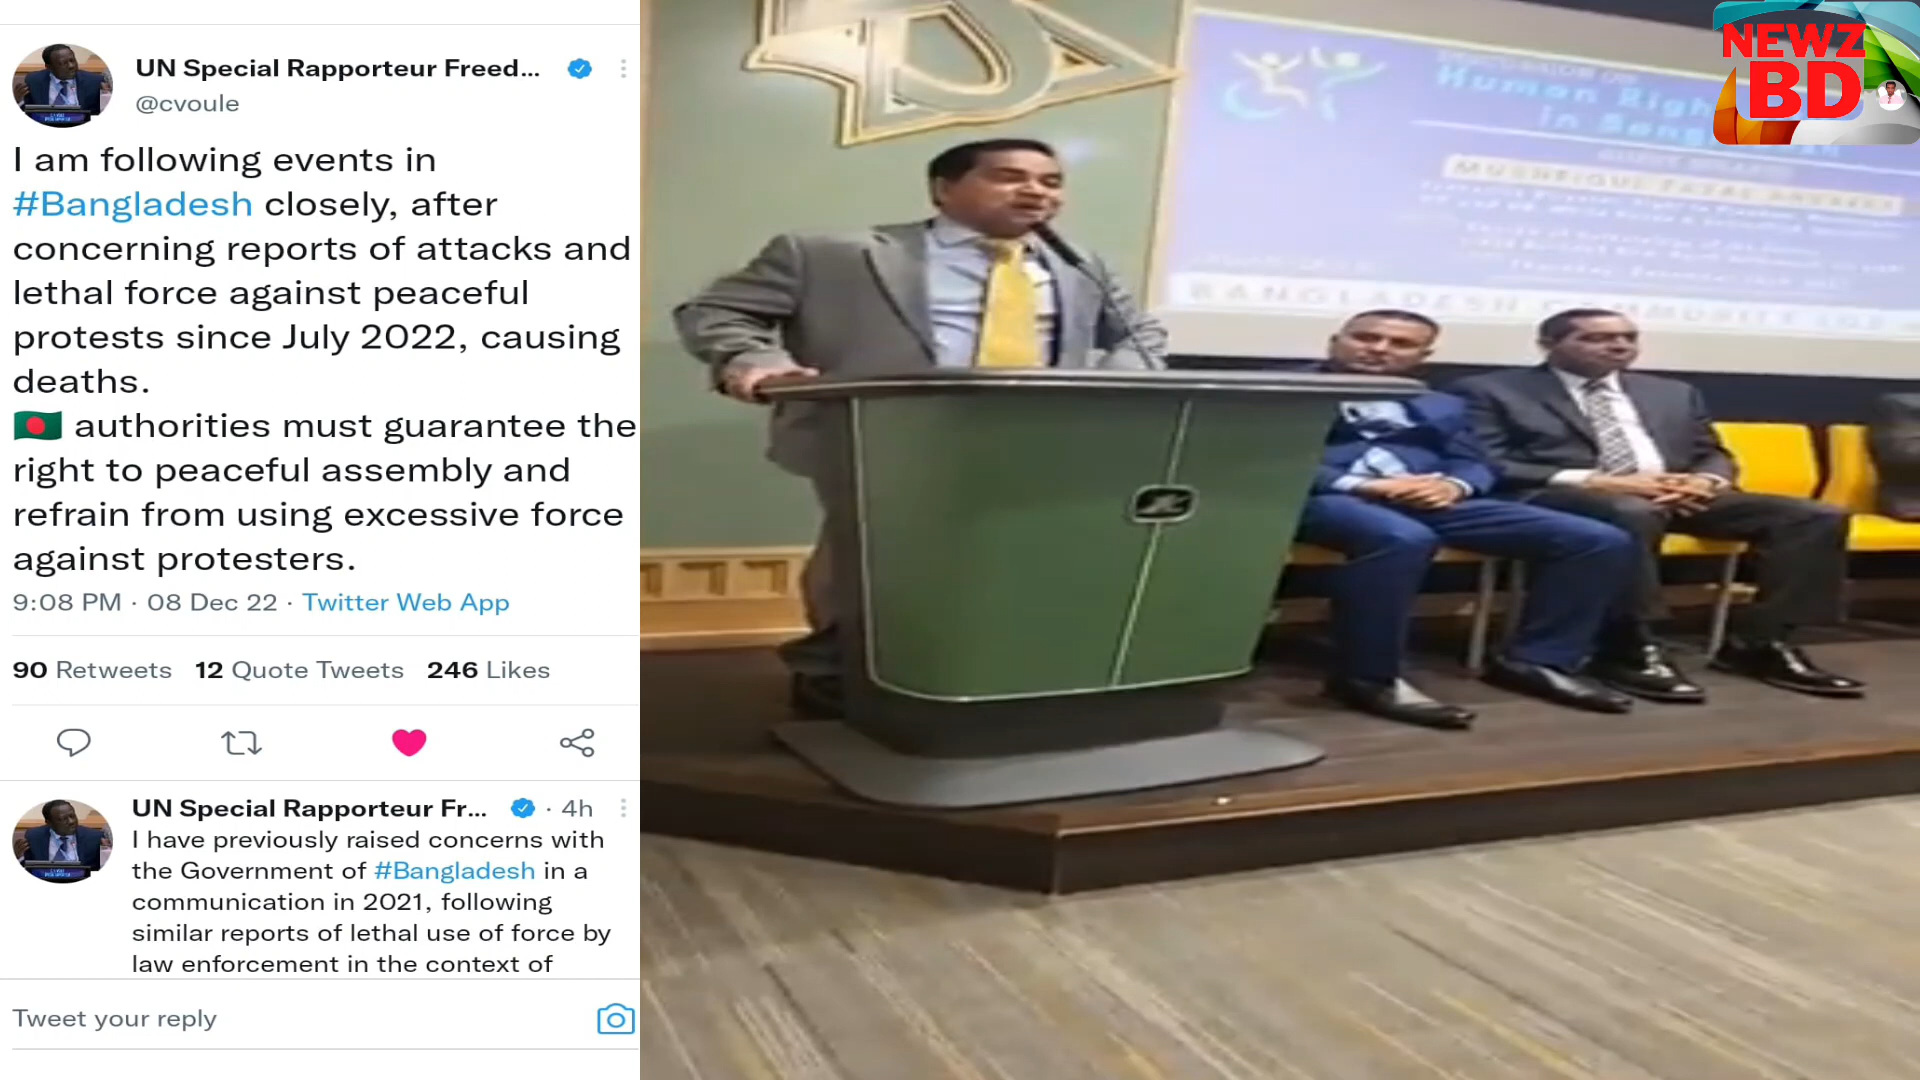 UN Special Rapporteur Freed...
@cvoule
I am following events in
#Bangladesh closely, after
concerning reports of attacks and
lethal force against peaceful
protests since July 2022, causing
deaths.
authorities must guarantee the
right to peaceful assembly and
refrain from using excessive force
against protesters.
9:08 PM · 08 Dec 22 · Twitter Web App
90 Retweets 12 Quote Tweets 246 Likes
UN Special Rapporteur Fr... · 4h
I have previously raised concerns with
the Government of #Bangladesh in a
communication in 2021, following
similar reports of lethal use of force by
law enforcement in the context of
Tweet your reply
NEWZ
BD
Human Righ
in Bang
BANGLADESH COMMUNITY